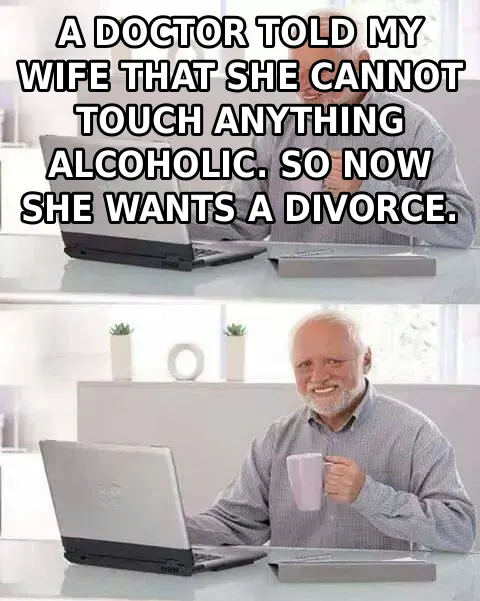 A DOCTOR TOLD MY
WIFE THAT SHE CANNOT
TOUCH ANYTHING
ALCOHOLIC. SO NOW
SHE WANTS A DIVORCE.